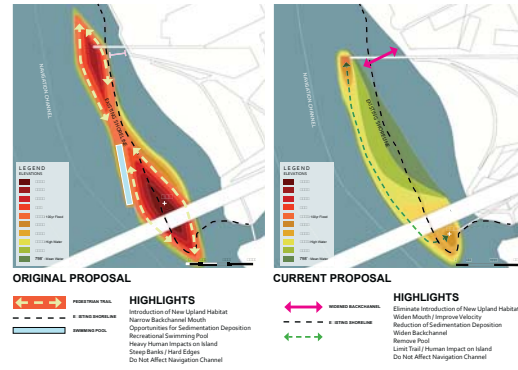 NAVIGATION CHANNEL
EXISTING SHORELINE
LEGEND
ELEVATIONS
High Water
ORIGINAL PROPOSAL
PEDESTRIAN TRAIL
E ISTING SHORELINE
SWIMMING POOL
HIGHLIGHTS
Introduction of New Upland Habitat
Narrow Backchannel Mouth
Opportunities for Sedimentation Deposition
Recreational Swimming Pool
Heavy Human Impacts on Island
Steep Banks / Hard Edges
Do Not Affect Navigation Channel
NAVIGATION CHANNEL
EXISTING SHORELINE
LEGEND
ELEVATIONS
High Water
CURRENT PROPOSAL
WIDENED BACKCHANNEL
E ISTING SHORELINE
HIGHLIGHTS
Eliminate Introduction of New Upland Habitat
Widen Mouth / Improve Velocity
Reduction of Sedimentation Deposition
Widen Backchannel
Remove Pool
Limit Trail / Human Impact on Island
Do Not Affect Navigation Channel